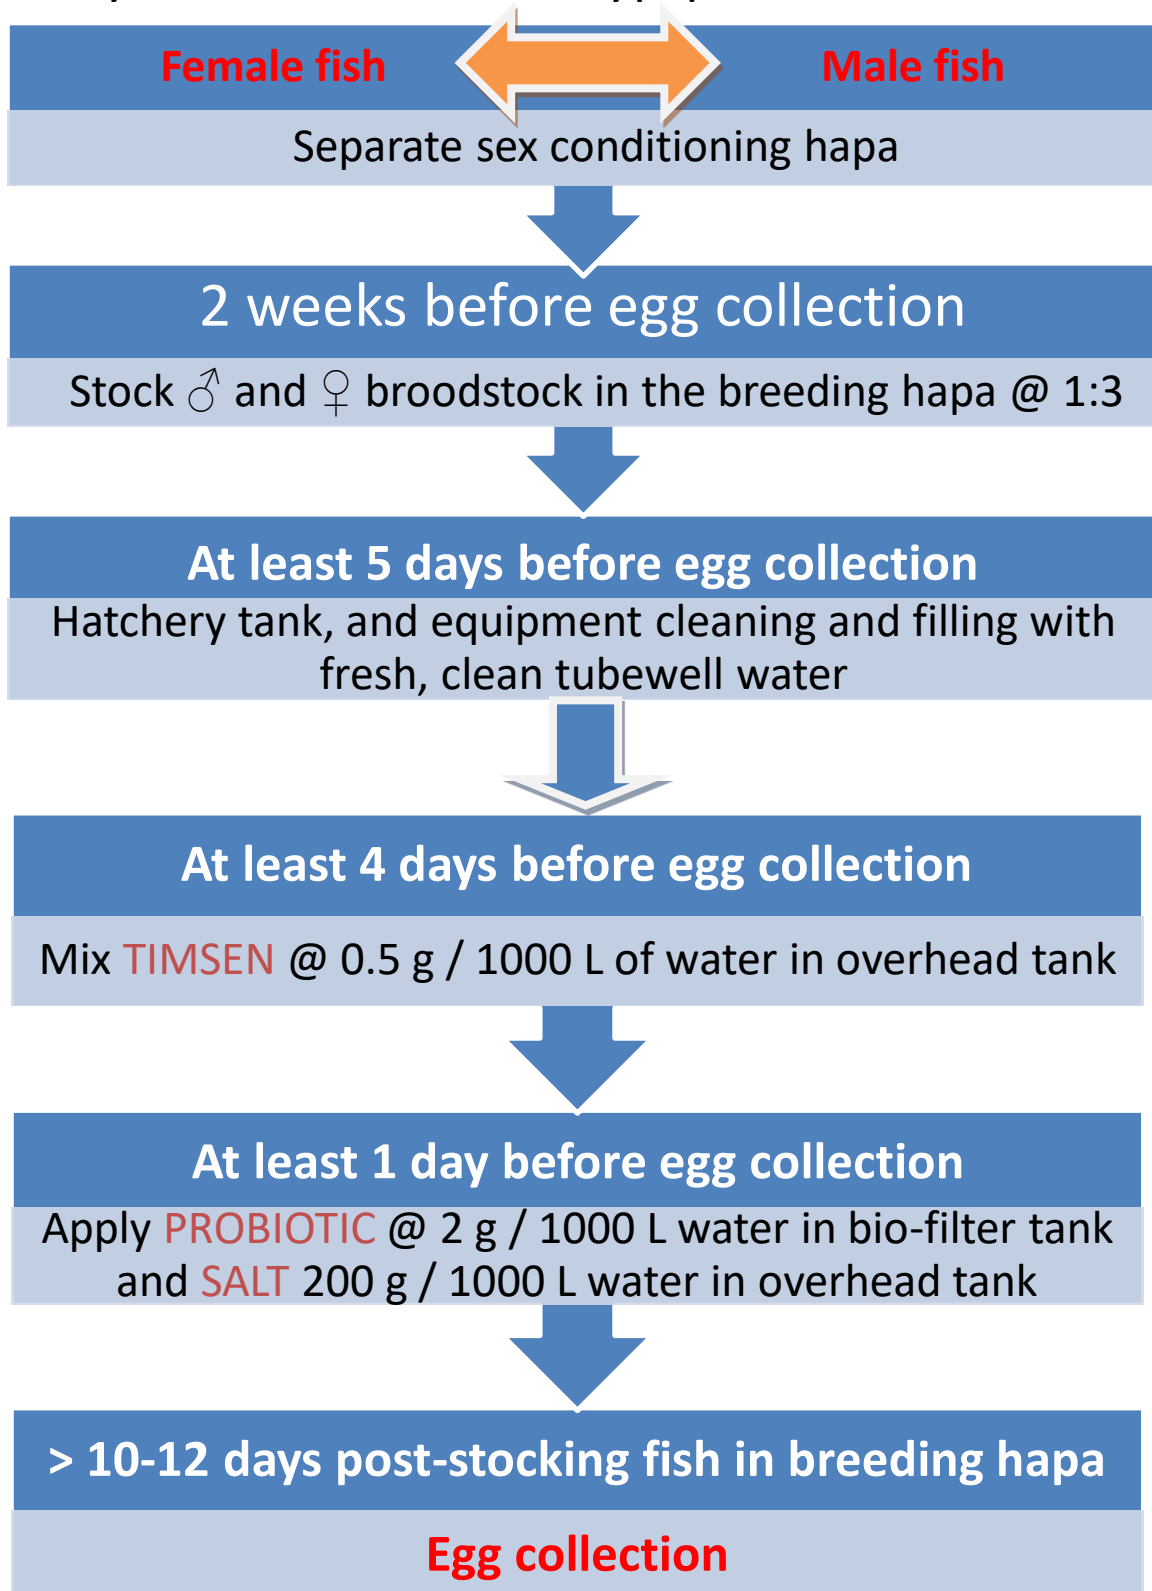 Female fish
Male fish
Separate sex conditioning hapa
2 weeks before egg collection
Stock ♂ and ♀ broodstock in the breeding hapa @ 1:3
At least 5 days before egg collection
Hatchery tank, and equipment cleaning and filling with
fresh, clean tubewell water
At least 4 days before egg collection
Mix TIMSEN @ 0.5 g / 1000 L of water in overhead tank
At least 1 day before egg collection
Apply PROBIOTIC @ 2 g / 1000 L water in bio-filter tank
and SALT 200 g / 1000 L water in overhead tank
> 10-12 days post-stocking fish in breeding hapa
Egg collection